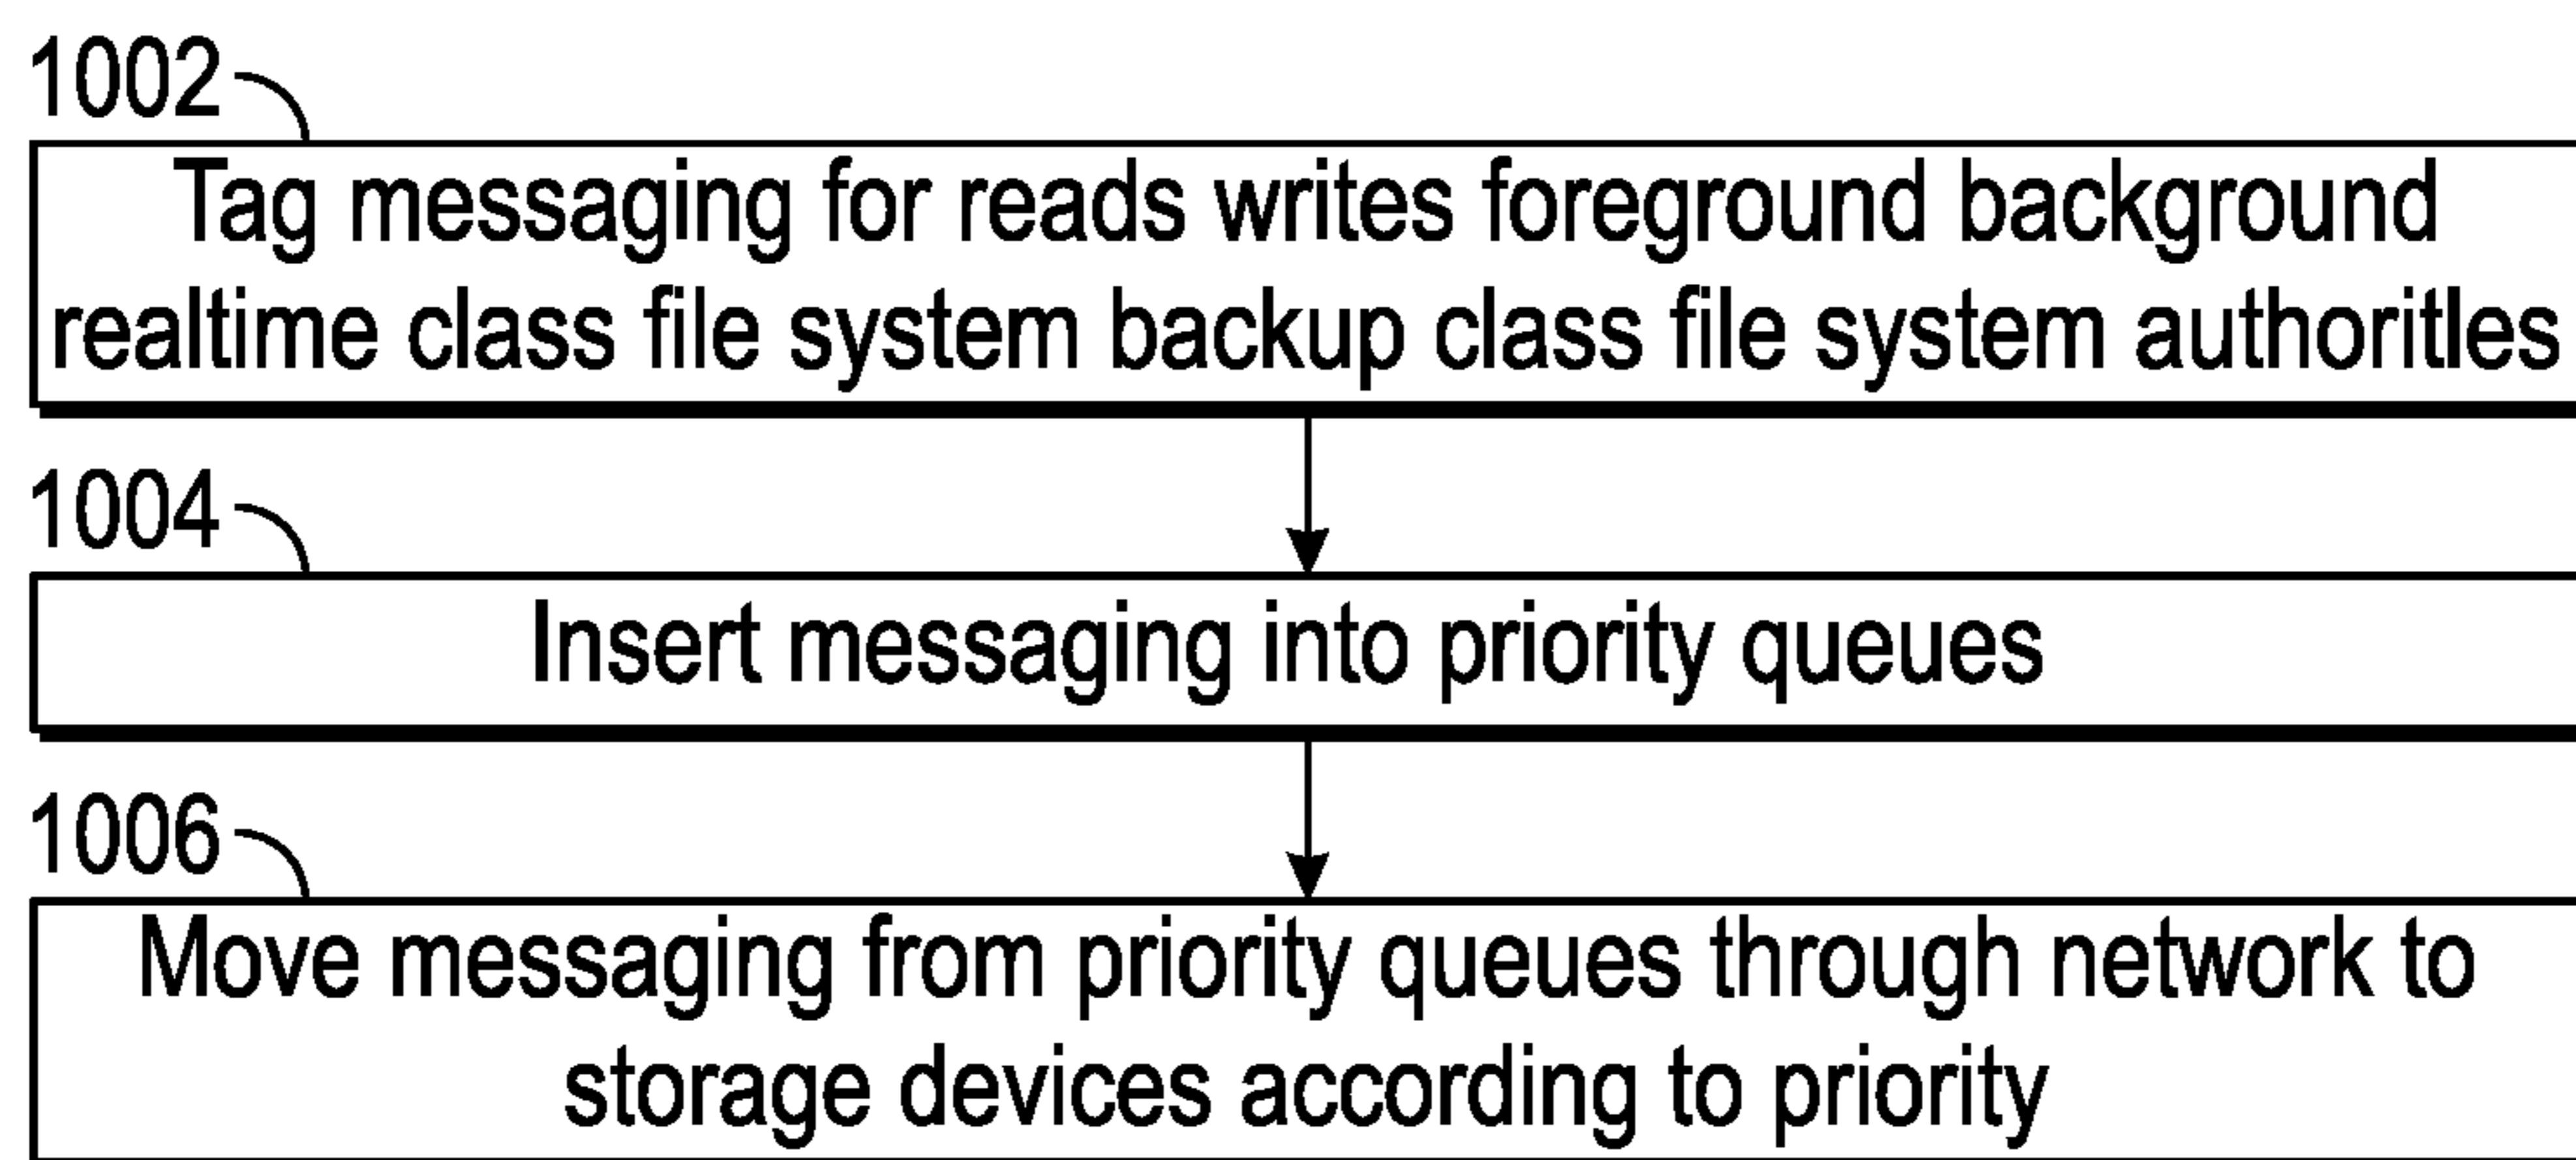 1002
Tag messaging for reads writes foreground background
realtime class file system backup class file system authoritles
1004
Insert messaging into priority queues
1006
Move messaging from priority queues through network to
storage devices according to priority